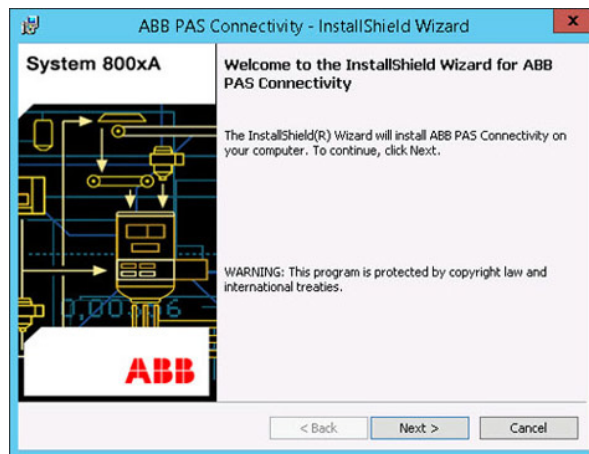 ABB PAS Connectivity - InstallShield Wizard
x
System 800xA
Welcome to the InstallShield Wizard for ABB
PAS Connectivity
The InstallShield(R) Wizard will install ABB PAS Connectivity on
your computer. To continue, click Next.
WARNING: This program is protected by copyright law and
international treaties.
ABB
< Back
Next >
Cancel